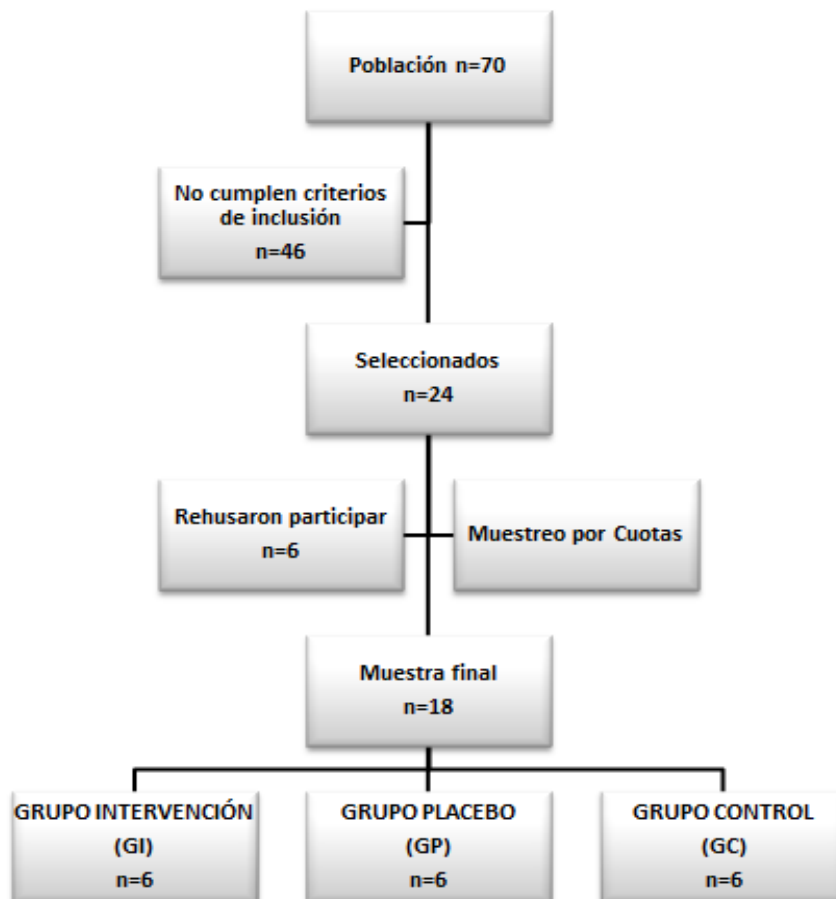 Población n=70
No cumplen criterios
de inclusión
n=46
Seleccionados
n=24
Rehusaron participar
n=6
Muestreo por Cuotas
Muestra final
n=18
GRUPO INTERVENCIÓN
(GI)
n=6
GRUPO PLACEBO
(GP)
n=6
GRUPO CONTROL
(GC)
n=6